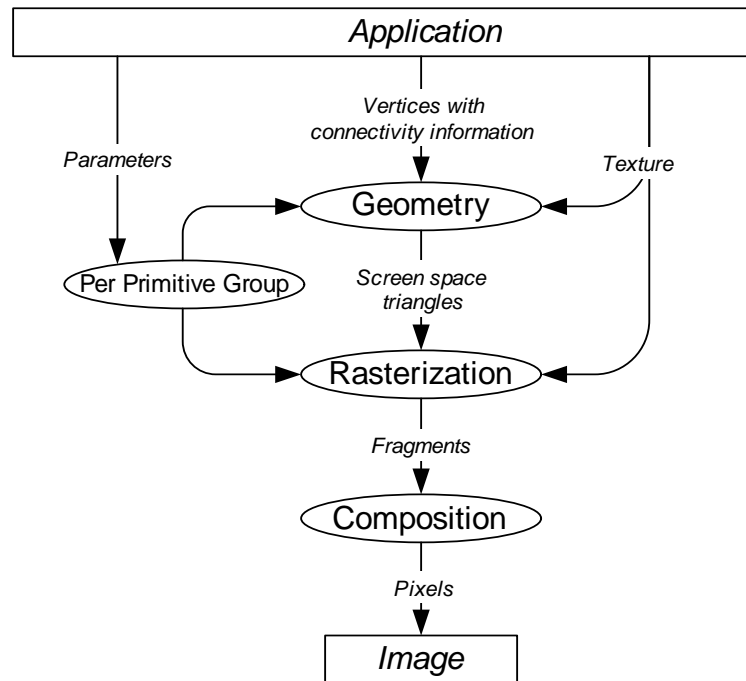 Application
Vertices with
connectivity information
Parameters
Texture
Geometry
Per Primitive Group
Screen space
triangles
Rasterization
Fragments
Composition
Pixels
Image